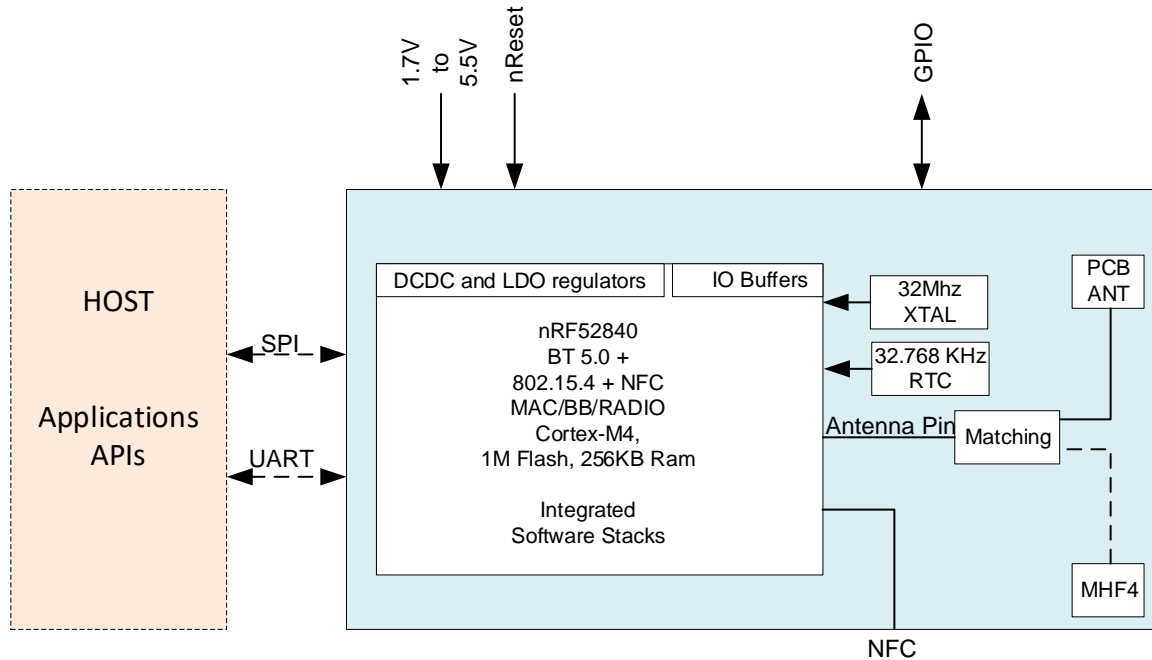 1.7V
to
5.5V
nReset
GPIO
HOST
Applications
APIs
SPI
UART
DCDC and LDO regulators
IO Buffers
nRF52840
BT 5.0 +
802.15.4 + NFC
MAC/BB/RADIO
Cortex-M4,
1M Flash, 256KB Ram
Integrated
Software Stacks
32Mhz
XTAL
32.768 KHz
RTC
Antenna Pin
Matching
PCB
ANT
MHF4
NFC